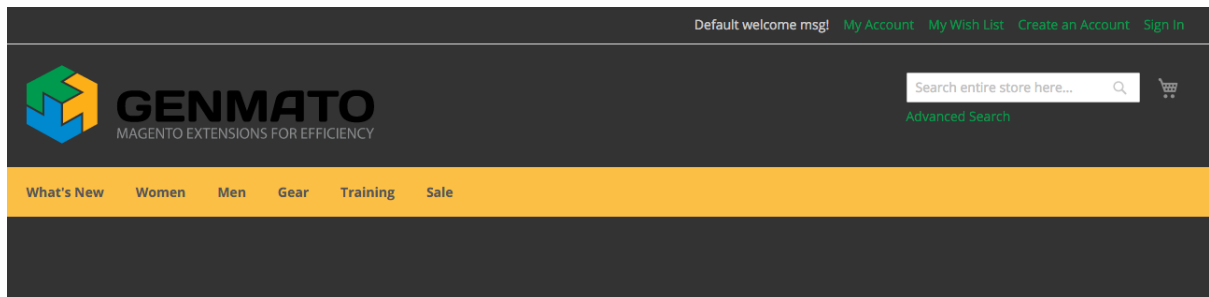 Default welcome msg! My Account My Wish List Create an Account Sign In
GENMATO
MAGENTO EXTENSIONS FOR EFFICIENCY
Search entire store here...
Advanced Search
What's New Women Men Gear Training Sale